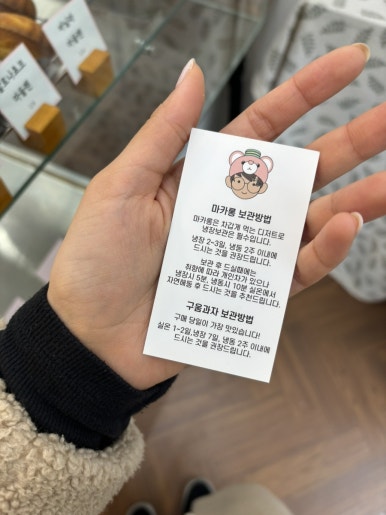 마카롱 보관방법
마카롱은 차갑게 먹는 디저트로
냉장보관은 필수입니다.
냉장 2~3일, 냉동 2주 이내에
드시는 것을 권장드립니다.
보관 후 드실때에는
취향에 따라 개인차가 있으나
냉장시 5분, 냉동시 10분 실온에서
자연해동 후 드시는 것을 추천드립니다.
구움과자 보관방법
구매 당일이 가장 맛있습니다!
실온 1~2일,냉장 7일, 냉동 2주 이내에
드시는 것을 권장드립니다.